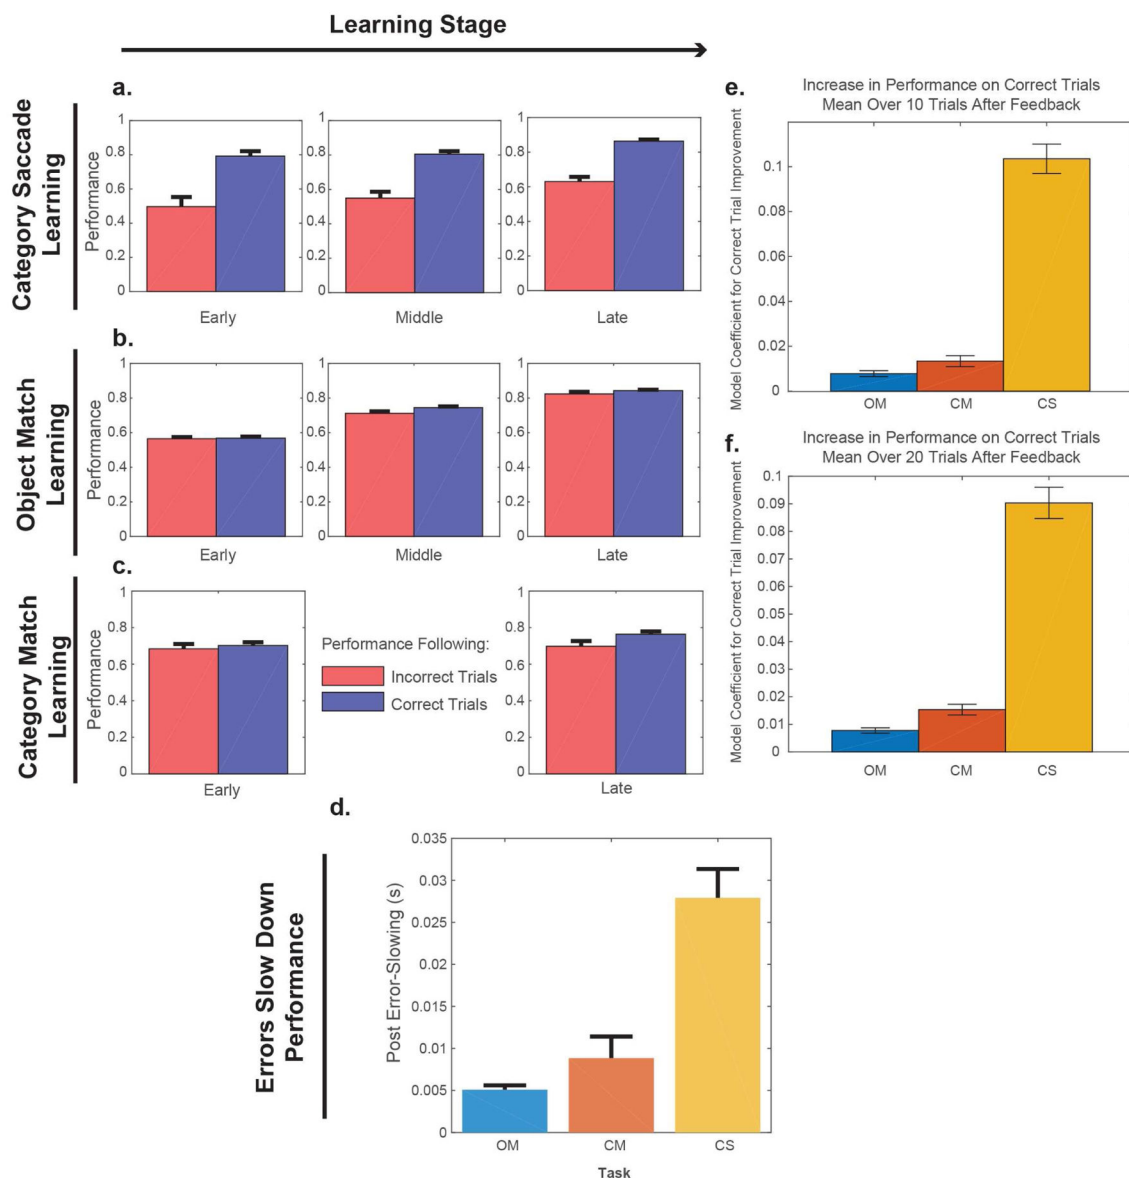 Learning Stage
Category Saccade
Learning
a.
Performance
1
0.8
0.6
0.4
0.2
0
Early
1
0.8
0.6
0.4
0.2
0
Middle
1
0.8
0.6
0.4
0.2
0
Late
Object Match
Learning
b.
Performance
1
0.8
0.6
0.4
0.2
0
Early
1
0.8
0.6
0.4
0.2
0
Middle
1
0.8
0.6
0.4
0.2
0
Late
Category Match
Learning
c.
Performance
1
0.8
0.6
0.4
0.2
0
Early
Performance Following:
Incorrect Trials
Correct Trials
1
0.8
0.6
0.4
0.2
0
Late
Errors Slow Down
Performance
d.
Post Error-Slowing (s)
0.035
0.03
0.025
0.02
0.015
0.01
0.005
0
OM CM CS
Task
e.
Increase in Performance on Correct Trials
Mean Over 10 Trials After Feedback
Model Coefficient for Correct Trial Improvement
0.1
0.08
0.06
0.04
0.02
0
OM CM CS
f.
Increase in Performance on Correct Trials
Mean Over 20 Trials After Feedback
Model Coefficient for Correct Trial Improvement
0.1
0.09
0.08
0.07
0.06
0.05
0.04
0.03
0.02
0.01
0
OM CM CS